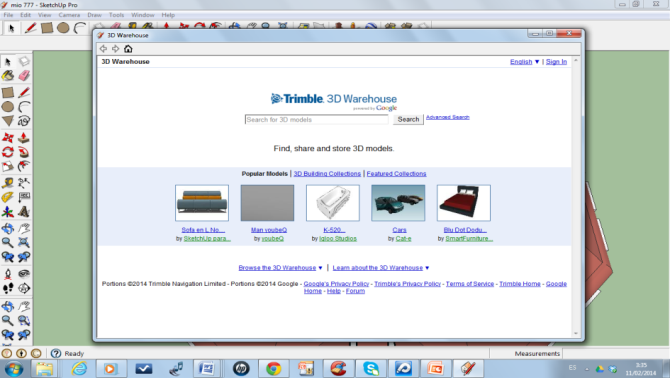 mio 777 - SketchUp Pro
File Edit View Camera Draw Tools Window Help
3D Warehouse
3D Warehouse English ▼ | Sign In
Trimble. 3D Warehouse
powered by Google
Search for 3D models Search Advanced Search
Find, share and store 3D models.
Popular Models | 3D Building Collections | Featured Collections
Sofa en L No... Man youbeQ K-520... Cars Blu Dot Dodu...
by SketchUp para... by youbeQ by Igloo Studios by Cat-e by SmartFurniture...
Browse the 3D Warehouse ▼ | Learn about the 3D Warehouse ▼
Portions ©2014 Trimble Navigation Limited - Portions ©2014 Google - Google's Privacy Policy - Trimble's Privacy Policy - Terms of Service - Trimble Home - Google
Home - Help - Forum
Ready Measurements
ES 3:35
11/02/2014